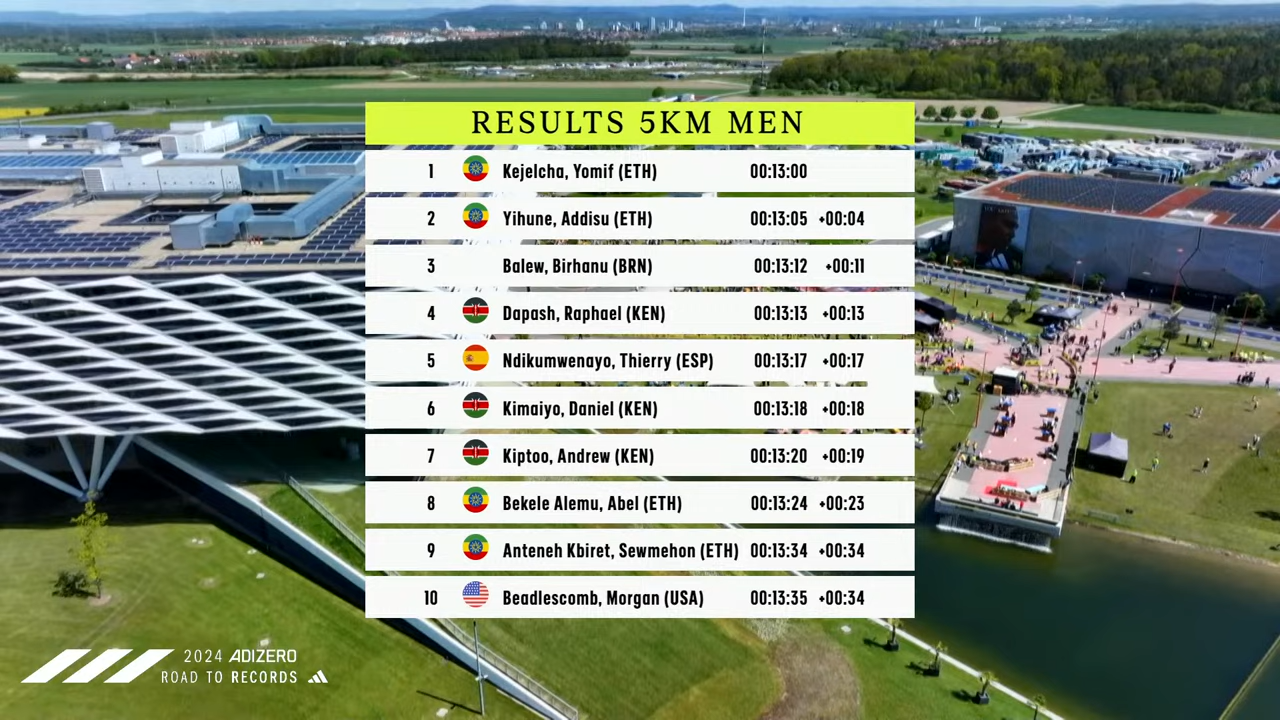 RESULTS 5KM MEN
1 Kejelcha, Yomif (ETH) 00:13:00
2 Yihune, Addisu (ETH) 00:13:05 +00:04
3 Balew, Birhanu (BRN) 00:13:12 +00:11
4 Dapash, Raphael (KEN) 00:13:13 +00:13
5 Ndikumwenayo, Thierry (ESP) 00:13:17 +00:17
6 Kimaiyo, Daniel (KEN) 00:13:18 +00:18
7 Kiptoo, Andrew (KEN) 00:13:20 +00:19
8 Bekele Alemu, Abel (ETH) 00:13:24 +00:23
9 Anteneh Kbiret, Sewmehon (ETH) 00:13:34 +00:34
10 Beadlescomb, Morgan (USA) 00:13:35 +00:34
2024 ADIZERO
ROAD TO RECORDS